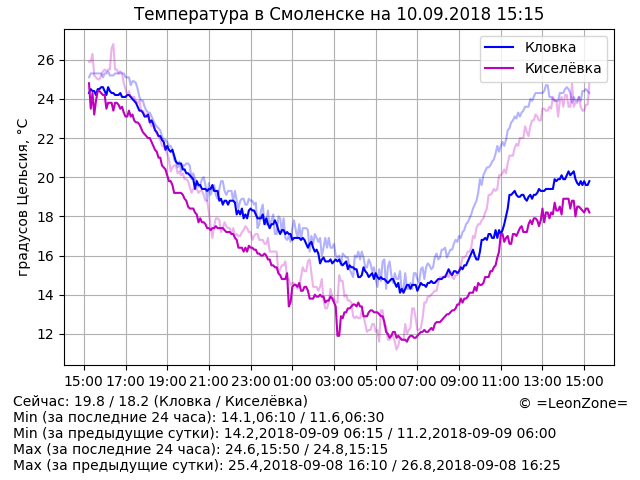 Температура в Смоленске на 10.09.2018 15:15
Кловка
Киселёвка
градусов Цельсия, °C
26
24
22
20
18
16
14
12
15:00 17:00 19:00 21:00 23:00 01:00 03:00 05:00 07:00 09:00 11:00 13:00 15:00
Сейчас: 19.8 / 18.2 (Кловка / Киселёвка)
© =LeonZone=
Min (за последние 24 часа): 14.1,06:10 / 11.6,06:30
Min (за предыдущие сутки): 14.2,2018-09-09 06:15 / 11.2,2018-09-09 06:00
Max (за последние 24 часа): 24.6,15:50 / 24.8,15:15
Max (за предыдущие сутки): 25.4,2018-09-08 16:10 / 26.8,2018-09-08 16:25